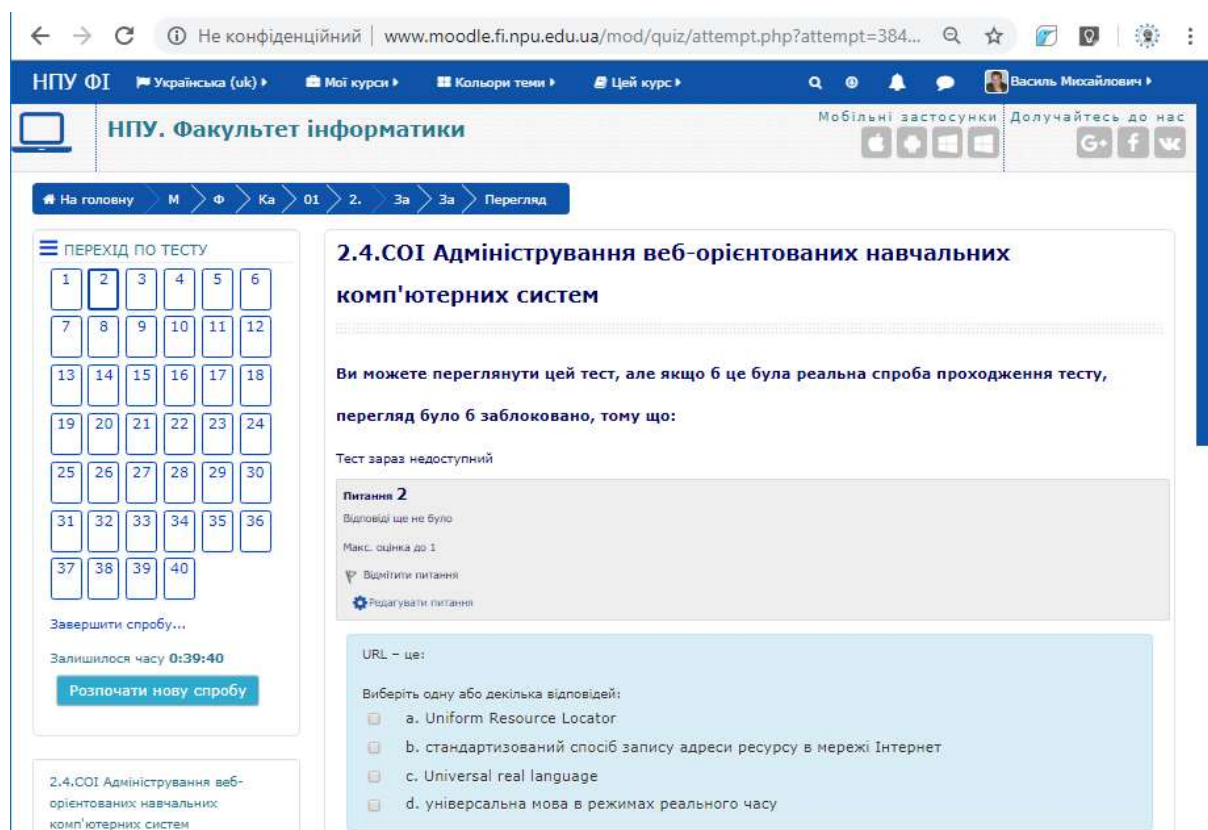 Не конфіденційний | www.moodle.fi.npu.edu.ua/mod/quiz/attempt.php?attempt=384...
НПУ ФІ Українська (uk) Мої курси Кольори теми Цей курс Василь Михайлович
НПУ. Факультет інформатики
Мобільні застосунки Долучайтесь до нас
На головну М Ф Ка 01 2. За За Перегляд
ПЕРЕХІД ПО ТЕСТУ
1 2 3 4 5 6
7 8 9 10 11 12
13 14 15 16 17 18
19 20 21 22 23 24
25 26 27 28 29 30
31 32 33 34 35 36
37 38 39 40
Завершити спробу...
Залишилося часу 0:39:40
Розпочати нову спробу
2.4.СОІ Адміністрування веб-
орієнтованих навчальних
комп'ютерних систем
2.4.СОІ Адміністрування веб-орієнтованих навчальних
комп'ютерних систем
Ви можете переглянути цей тест, але якщо б це була реальна спроба проходження тесту,
перегляд було б заблоковано, тому що:
Тест зараз недоступний
Питання 2
Відповіді ще не було
Макс. оцінка до 1
Відмітити питання
Редагувати питання
URL – це:
Виберіть одну або декілька відповідей:
a. Uniform Resource Locator
b. стандартизований спосіб запису адреси ресурсу в мережі Інтернет
c. Universal real language
d. універсальна мова в режимах реального часу